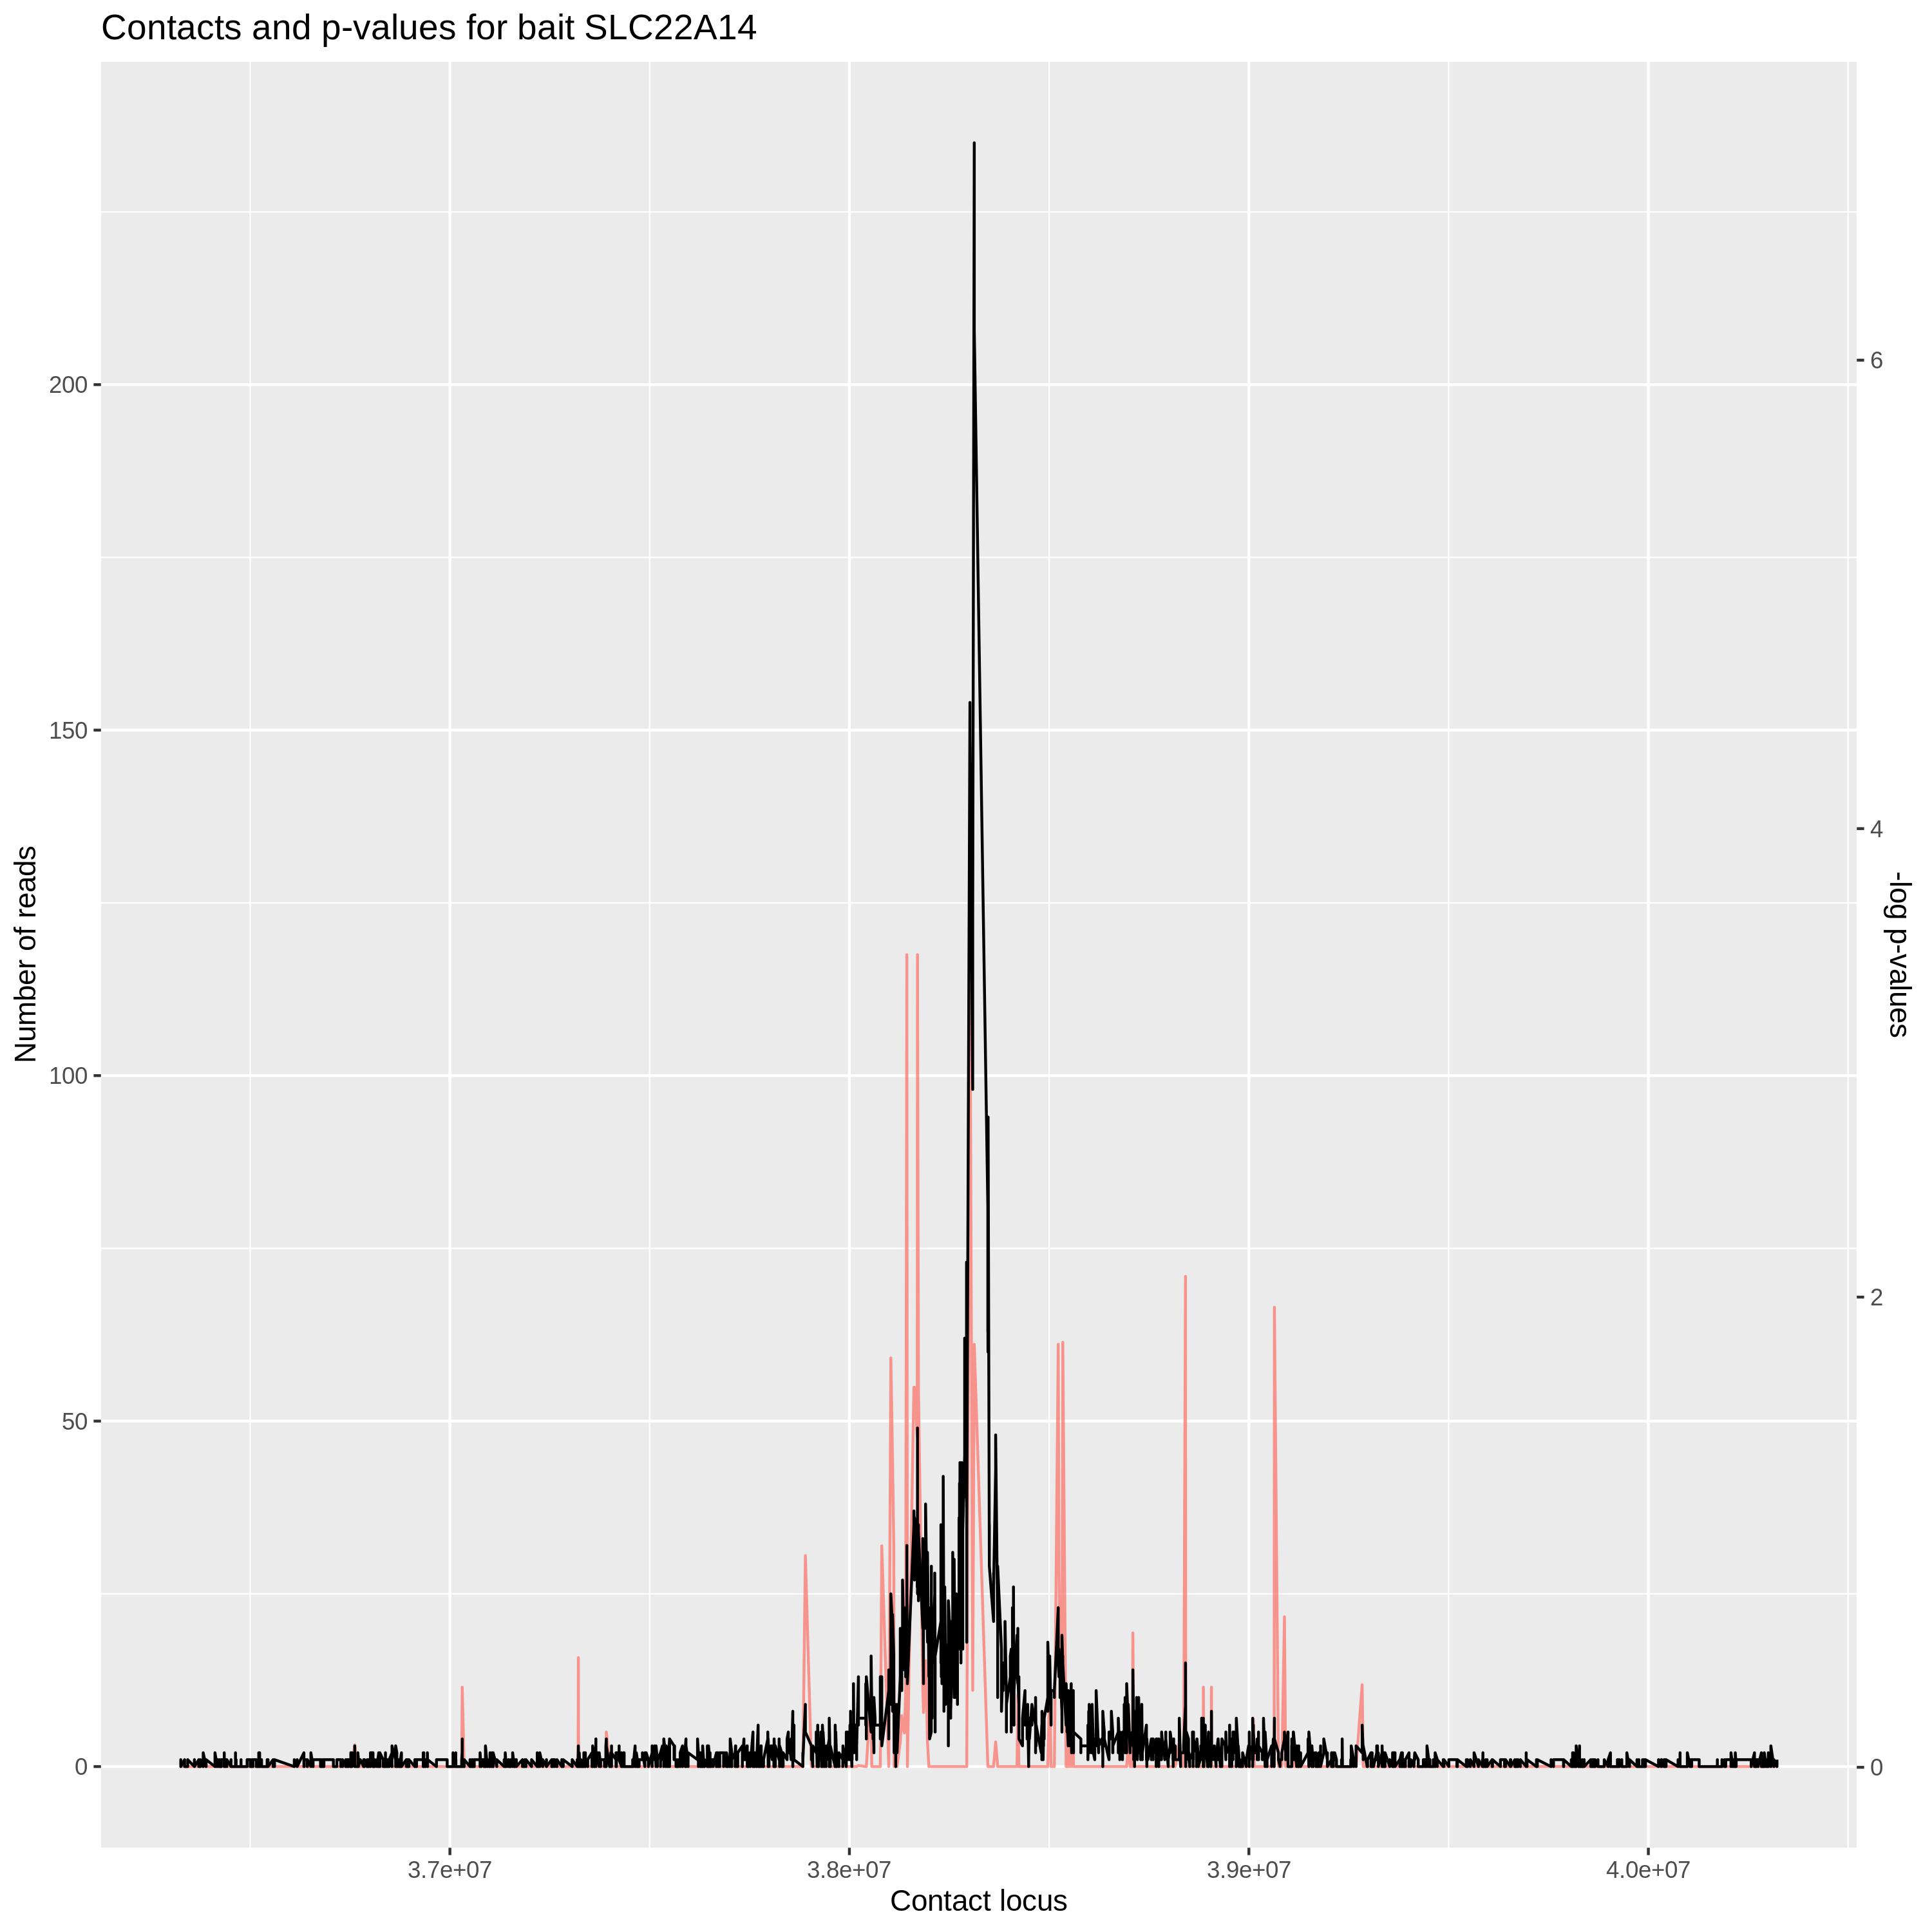 Contacts and p-values for bait SLC22A14
Number of reads
200
150
100
50
0
6
4
2
0
-log p-values
3.7e+07
3.8e+07
3.9e+07
4.0e+07
Contact locus